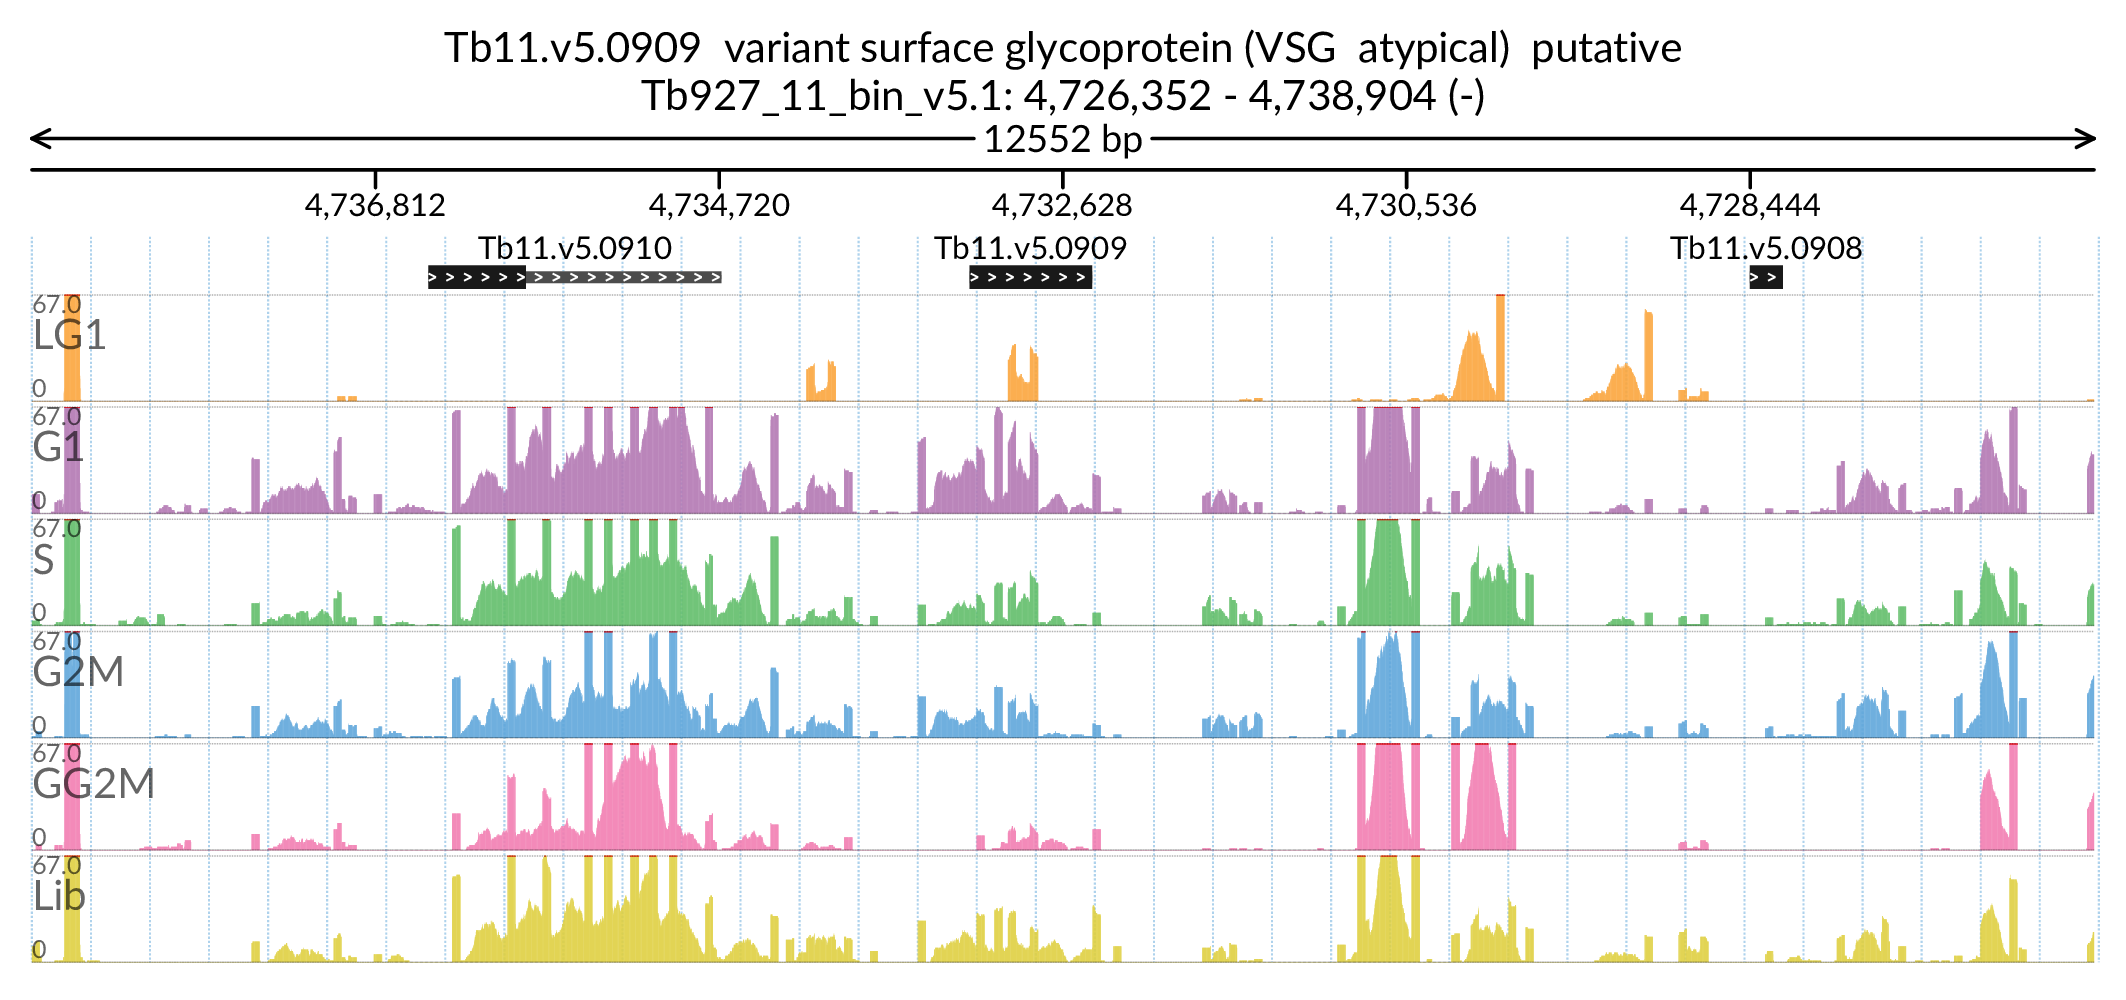 Tb11.v5.0909 variant surface glycoprotein (VSG atypical) putative
Tb927_11_bin_v5.1: 4,726,352 - 4,738,904 (-)
12552 bp
4,736,812 4,734,720 4,732,628 4,730,536 4,728,444
Tb11.v5.0910 Tb11.v5.0909 Tb11.v5.0908
67.0
LG1
0
67.0
G1
0
67.0
S
0
67.0
G2M
0
67.0
GG2M
0
67.0
Lib
0